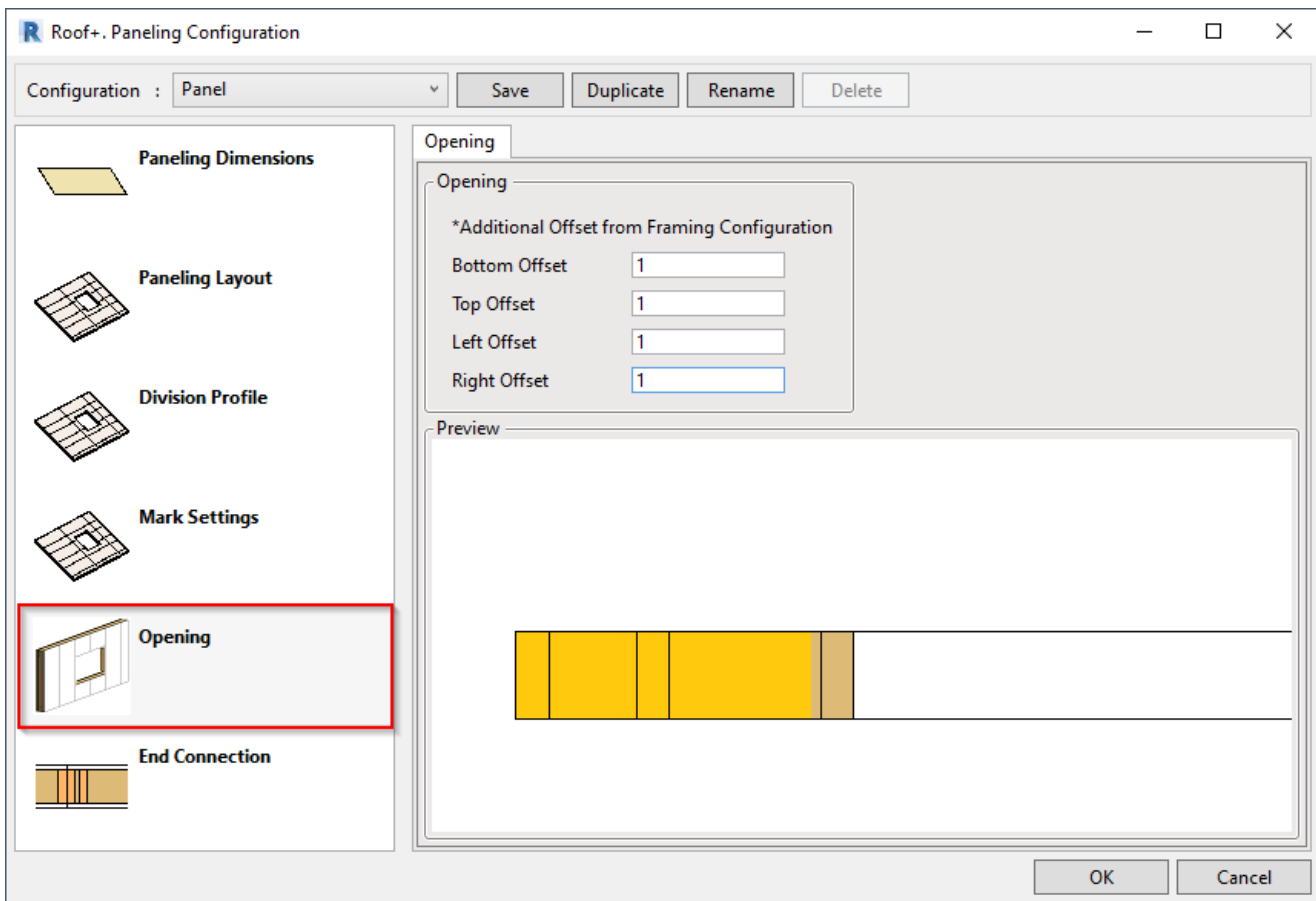 Roof+. Paneling Configuration
Configuration : Panel Save Duplicate Rename Delete
Paneling Dimensions
Paneling Layout
Division Profile
Mark Settings
Opening
End Connection
Opening
Opening
*Additional Offset from Framing Configuration
Bottom Offset 1
Top Offset 1
Left Offset 1
Right Offset 1
Preview
OK Cancel